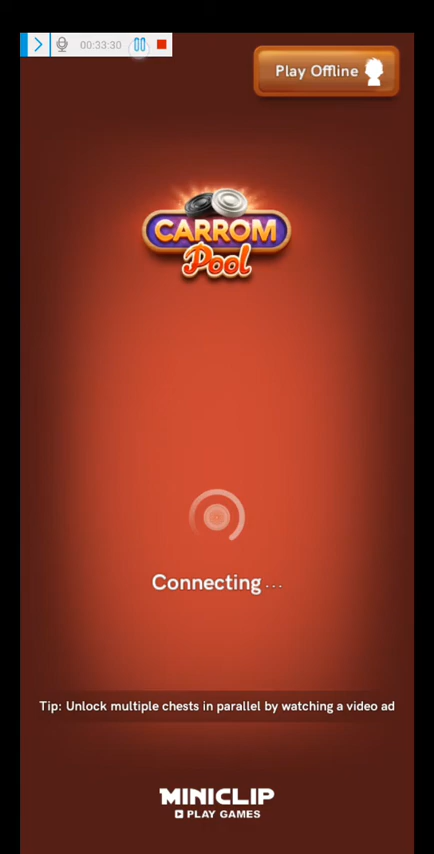 00:33:30
Play Offline
CARROM
Pool
Connecting ...
Tip: Unlock multiple chests in parallel by watching a video ad
MINICLIP
PLAY GAMES